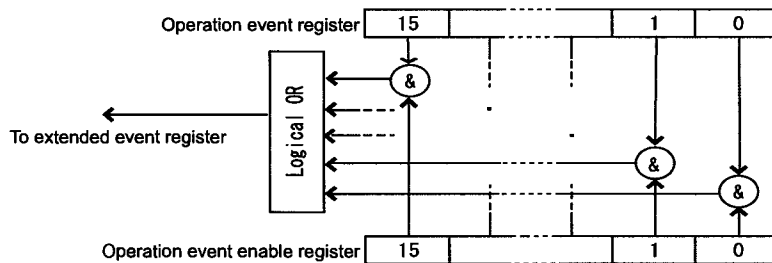 Operation event register 15 1 0
&
Logical OR
To extended event register
&
&
Operation event enable register 15 1 0